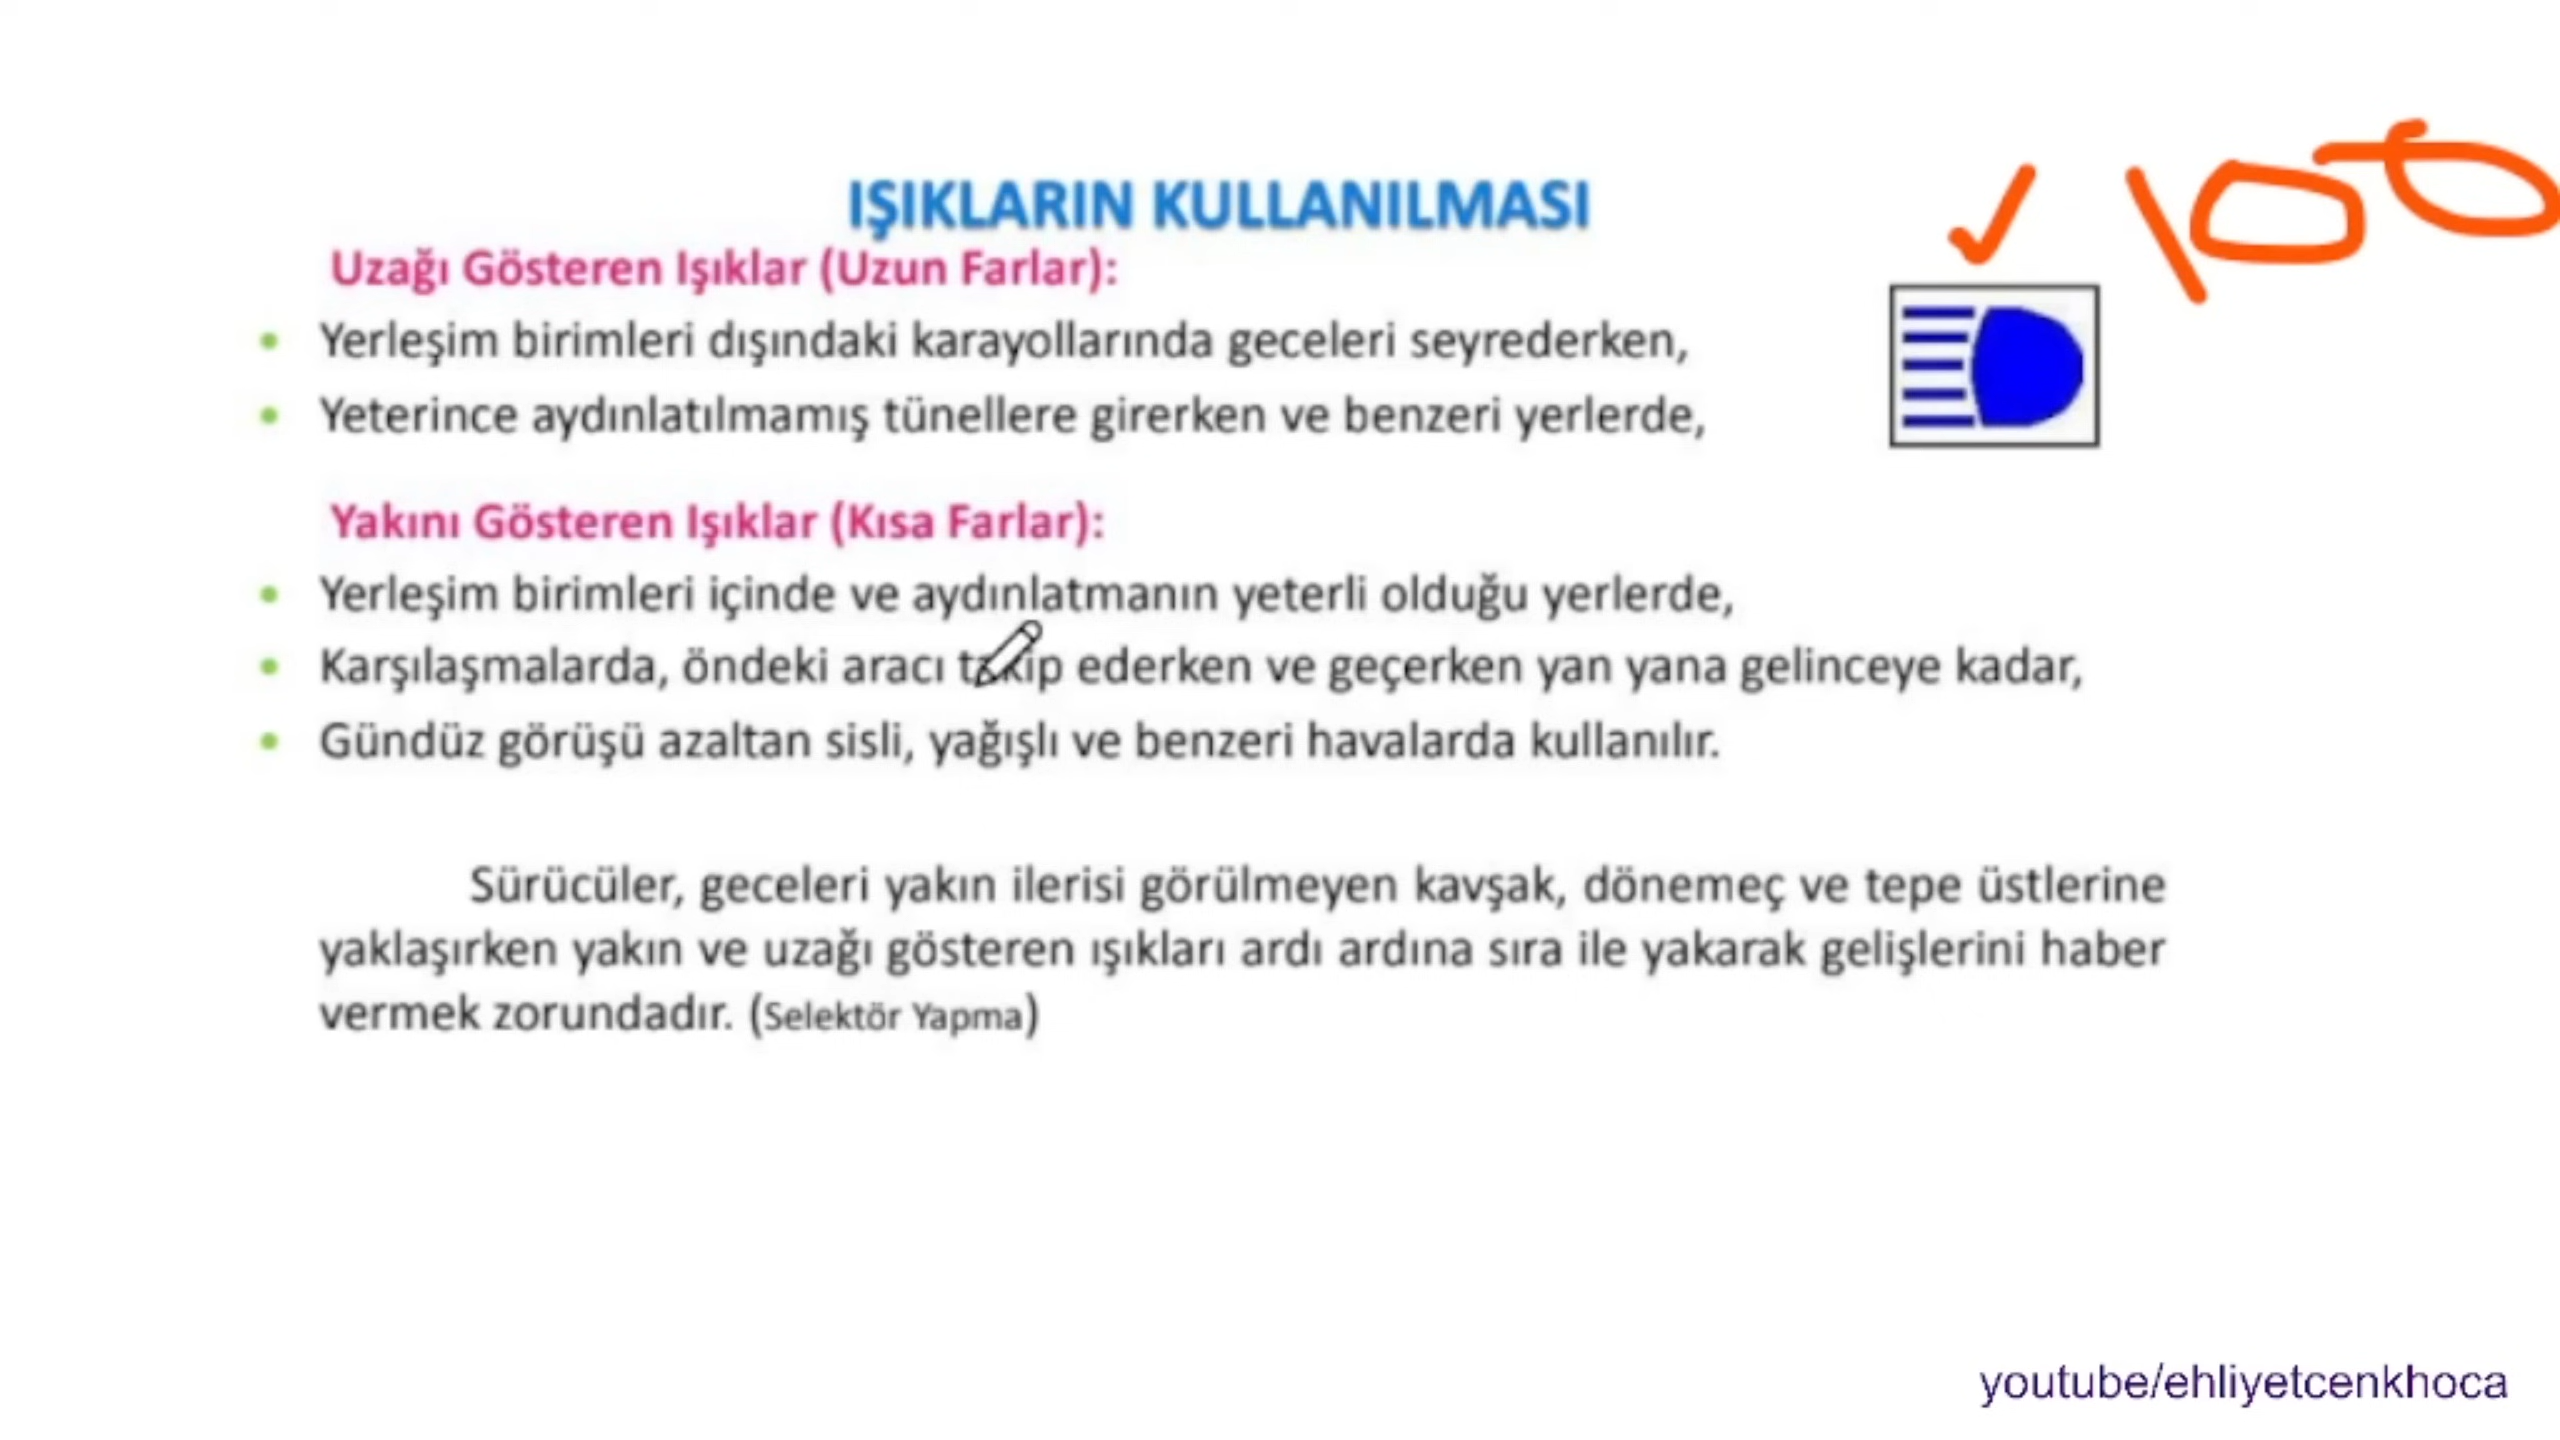 IŞIKLARIN KULLANILMASI
100
Uzağı Gösteren Işıklar (Uzun Farlar):
• Yerleşim birimleri dışındaki karayollarında geceleri seyrederken,
• Yeterince aydınlatılmamış tünellere girerken ve benzeri yerlerde,
Yakını Gösteren Işıklar (Kısa Farlar):
• Yerleşim birimleri içinde ve aydınlatmanın yeterli olduğu yerlerde,
• Karşılaşmalarda, öndeki aracı takip ederken ve geçerken yan yana gelinceye kadar,
• Gündüz görüşü azaltan sisli, yağışlı ve benzeri havalarda kullanılır.
Sürücüler, geceleri yakın ilerisi görülmeyen kavşak, dönemeç ve tepe üstlerine
yaklaşırken yakın ve uzağı gösteren ışıkları ardı ardına sıra ile yakarak gelişlerini haber
vermek zorundadır. (Selektör Yapma)
youtube/ehliyetcenkhoca